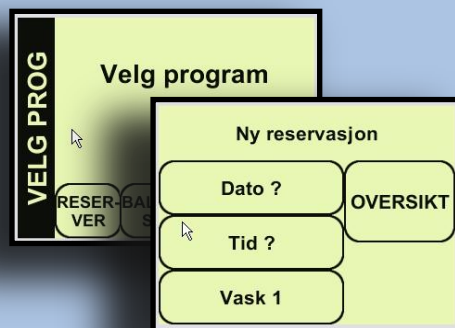 VELG PROG
Velg program
RESER-
VER
Ny reservasjon
Dato ?
OVERSIKT
Tid ?
Vask 1